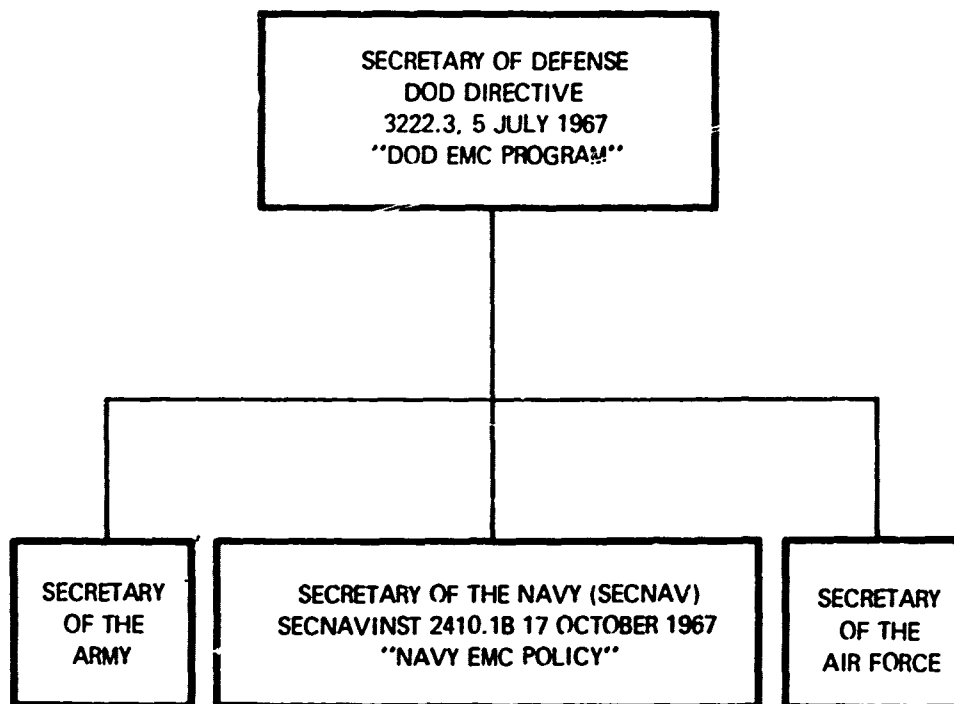 SECRETARY OF DEFENSE
DOD DIRECTIVE
3222.3, 5 JULY 1967
"DOD EMC PROGRAM"
SECRETARY
OF THE
ARMY
SECRETARY OF THE NAVY (SECNAV)
SECNAVINST 2410.1B 17 OCTOBER 1967
"NAVY EMC POLICY"
SECRETARY
OF THE
AIR FORCE